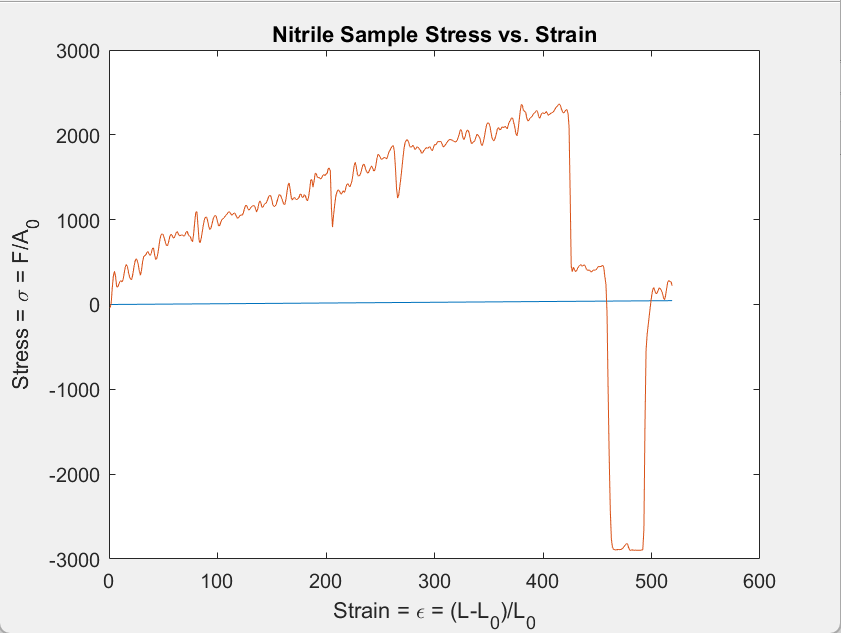 Nitrile Sample Stress vs. Strain
3000
2000
1000
0
-1000
-2000
-3000
Stress = σ = F/A₀
0 100 200 300 400 500 600
Strain = ϵ = (L-L₀)/L₀